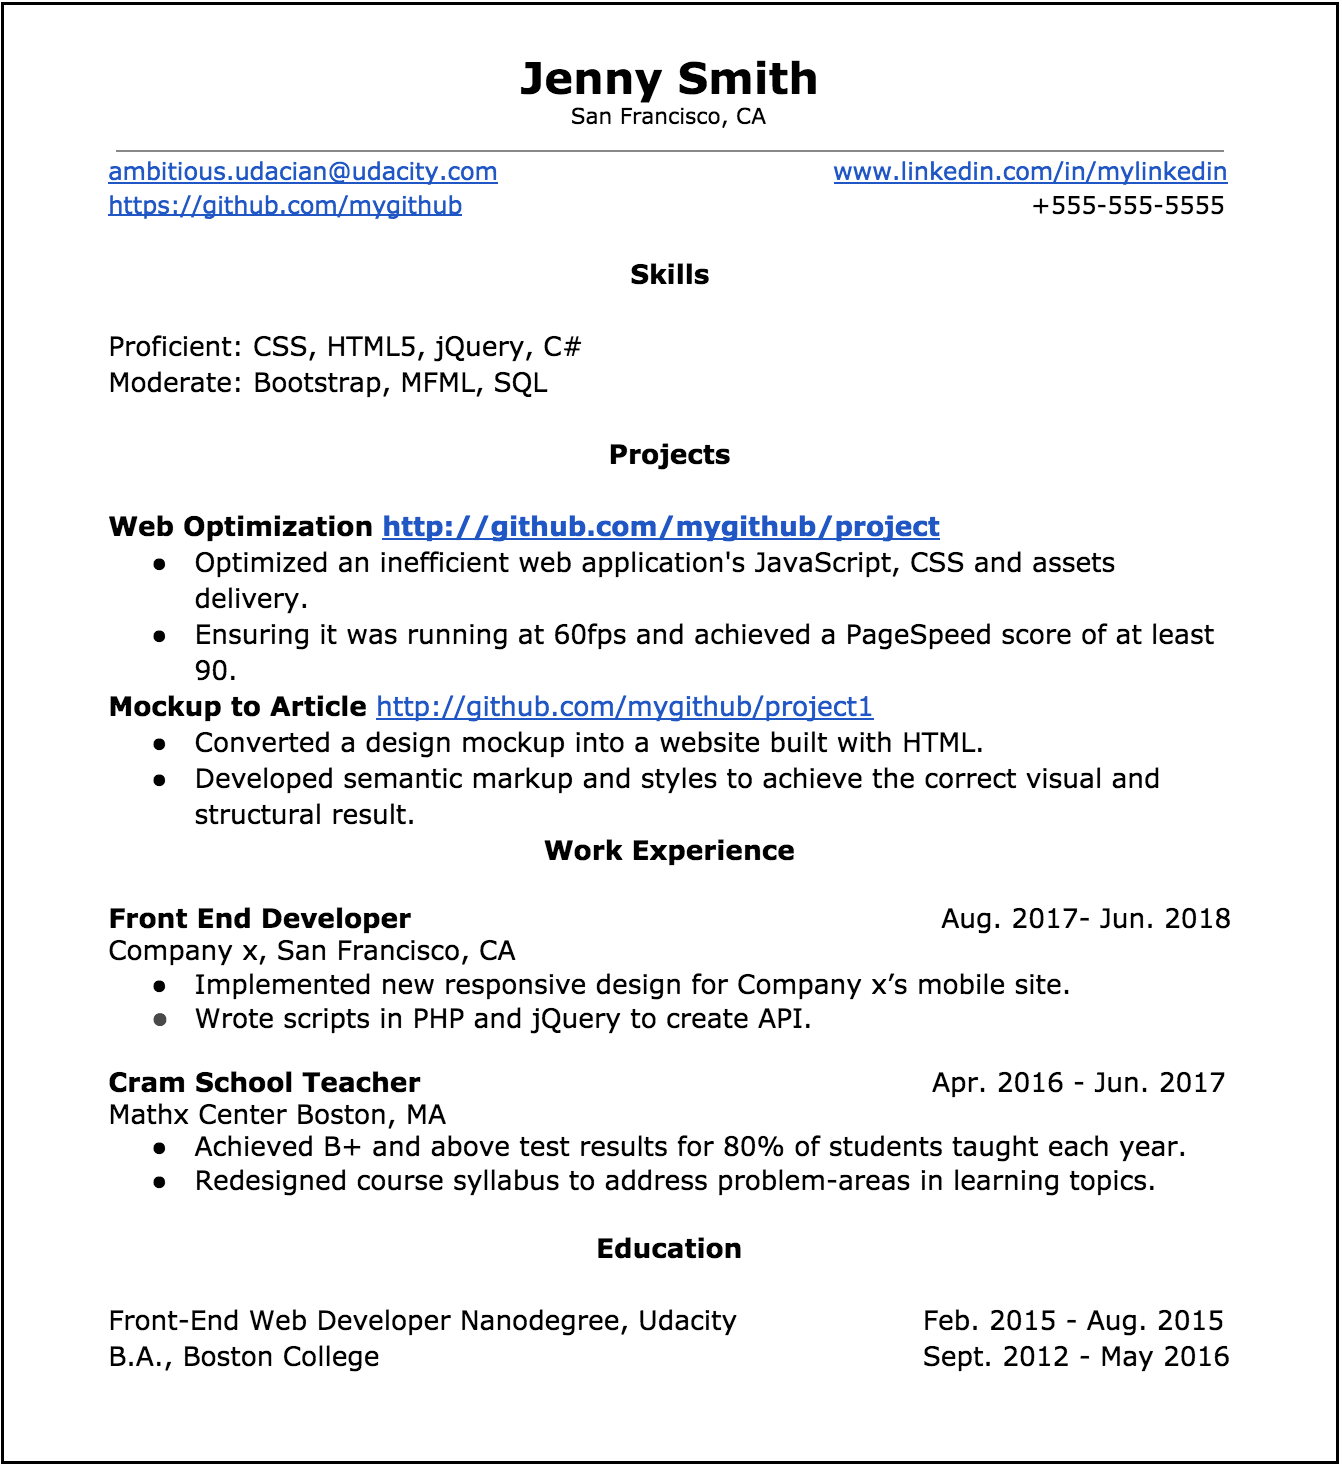 Jenny Smith
San Francisco, CA
ambitious.udacian@udacity.com www.linkedin.com/in/mylinkedin
https://github.com/mygithub +555-555-5555
Skills
Proficient: CSS, HTML5, jQuery, C#
Moderate: Bootstrap, MFML, SQL
Projects
Web Optimization http://github.com/mygithub/project
● Optimized an inefficient web application's JavaScript, CSS and assets
delivery.
● Ensuring it was running at 60fps and achieved a PageSpeed score of at least
90.
Mockup to Article http://github.com/mygithub/project1
● Converted a design mockup into a website built with HTML.
● Developed semantic markup and styles to achieve the correct visual and
structural result.
Work Experience
Front End Developer Aug. 2017- Jun. 2018
Company x, San Francisco, CA
● Implemented new responsive design for Company x’s mobile site.
● Wrote scripts in PHP and jQuery to create API.
Cram School Teacher Apr. 2016 - Jun. 2017
Mathx Center Boston, MA
● Achieved B+ and above test results for 80% of students taught each year.
● Redesigned course syllabus to address problem-areas in learning topics.
Education
Front-End Web Developer Nanodegree, Udacity Feb. 2015 - Aug. 2015
B.A., Boston College Sept. 2012 - May 2016